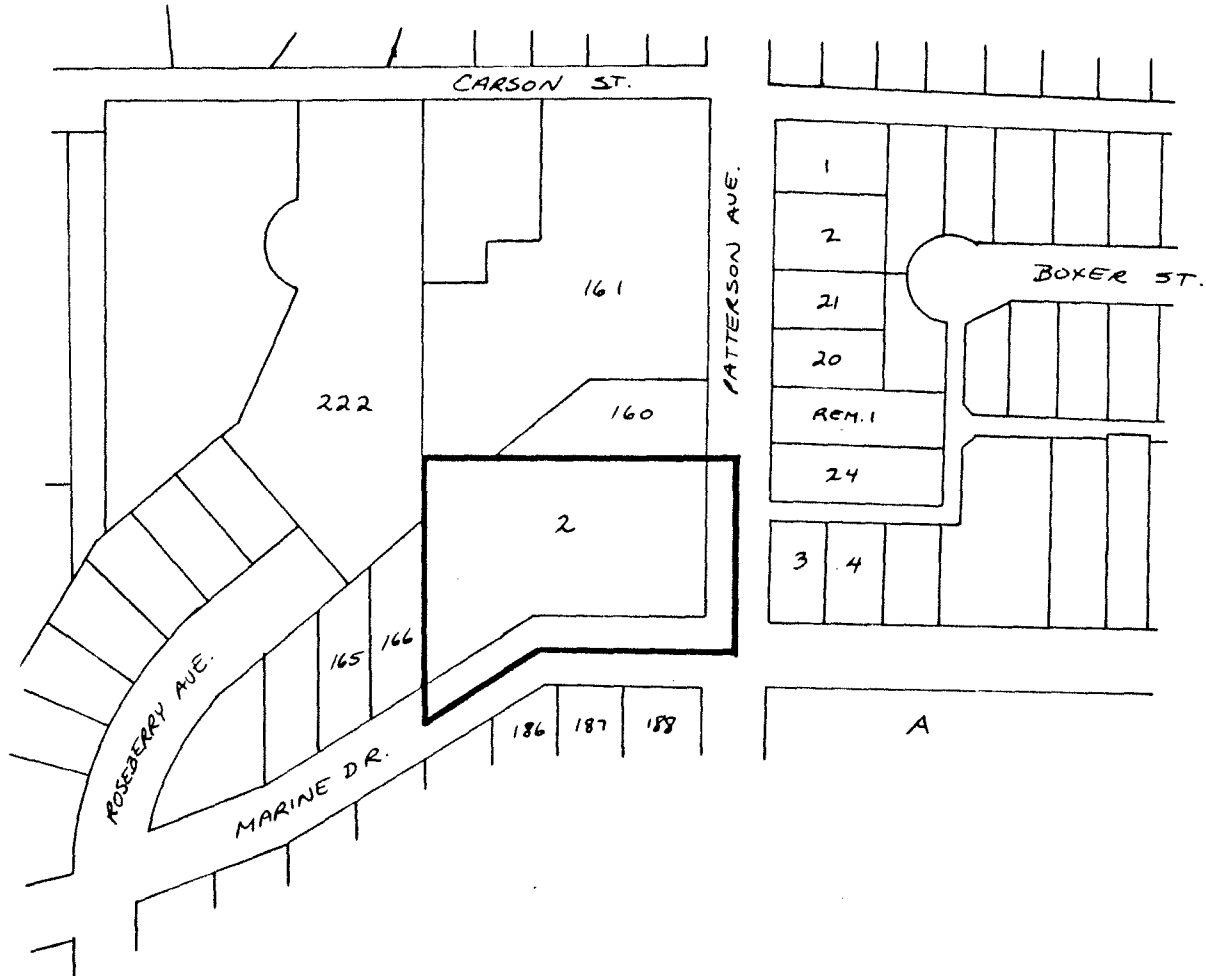 CARSON ST.
PATTERSON AVE.
1
2
BOXER ST.
161
21
20
222
160
REM. 1
24
2
3
4
165
166
ROSEBERRY AVE.
MARINE DR.
186
187
188
A